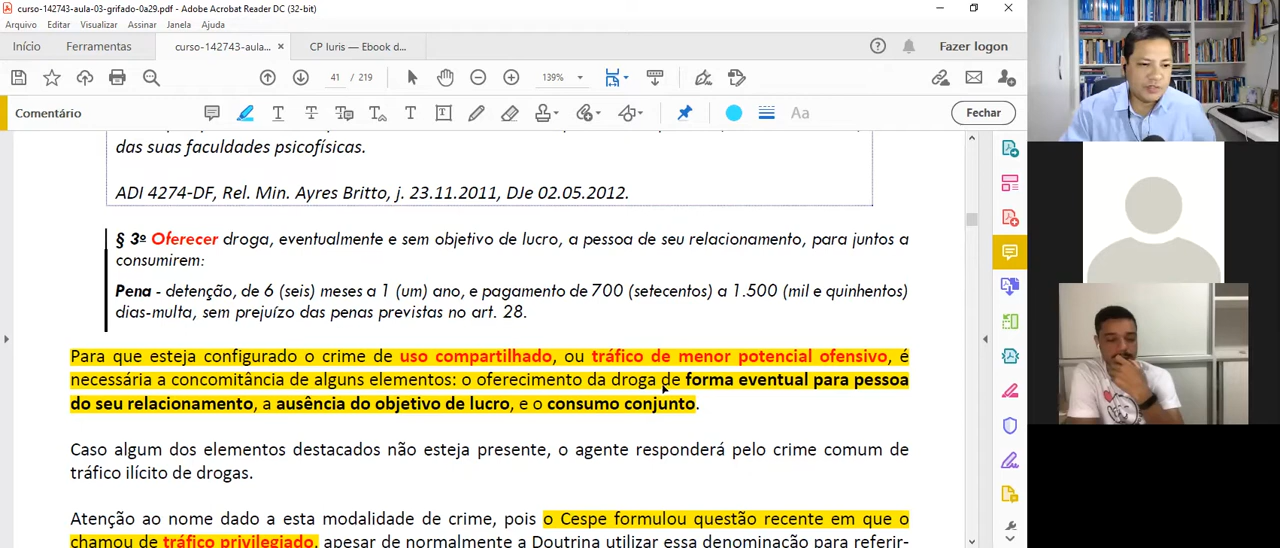 curso-142743-aula-03-grifado-0a29.pdf - Adobe Acrobat Reader DC (32-bit)
Arquivo Editar Visualizar Assinar Janela Ajuda
Início Ferramentas curso-142743-aula... × CP Iuris — Ebook d... Fazer logon
41 / 219 139%
Comentário Fechar
das suas faculdades psicofísicas.
ADI 4274-DF, Rel. Min. Ayres Britto, j. 23.11.2011, DJe 02.05.2012.
§ 3º Oferecer droga, eventualmente e sem objetivo de lucro, a pessoa de seu relacionamento, para juntos a
consumirem:
Pena - detenção, de 6 (seis) meses a 1 (um) ano, e pagamento de 700 (setecentos) a 1.500 (mil e quinhentos)
dias-multa, sem prejuízo das penas previstas no art. 28.
Para que esteja configurado o crime de uso compartilhado, ou tráfico de menor potencial ofensivo, é
necessária a concomitância de alguns elementos: o oferecimento da droga de forma eventual para pessoa
do seu relacionamento, a ausência do objetivo de lucro, e o consumo conjunto.
Caso algum dos elementos destacados não esteja presente, o agente responderá pelo crime comum de
tráfico ilícito de drogas.
Atenção ao nome dado a esta modalidade de crime, pois o Cespe formulou questão recente em que o
chamou de tráfico privilegiado, apesar de normalmente a Doutrina utilizar essa denominação para referir-